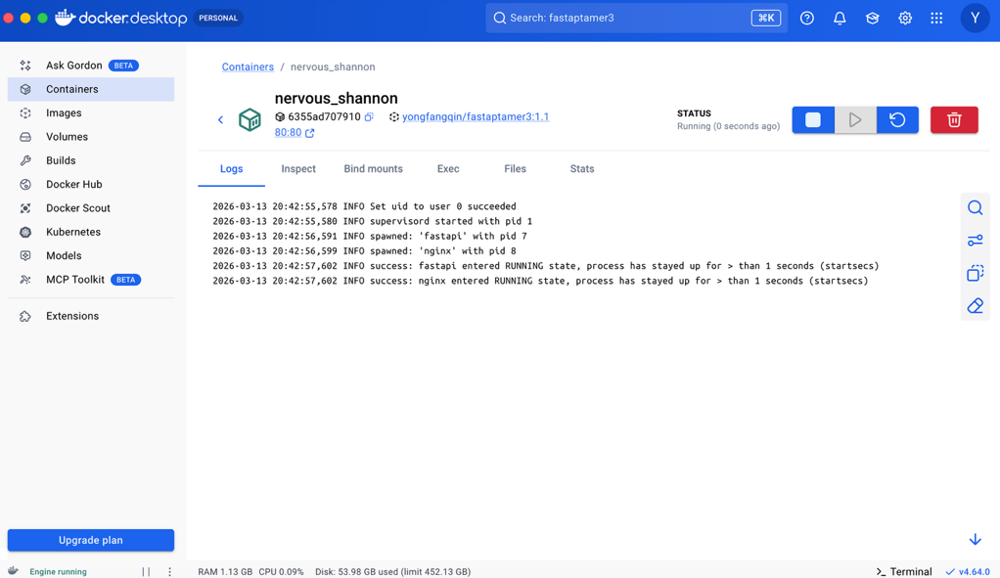 docker.desktop PERSONAL Search: fastaptamer3 ⌘K Y
Ask Gordon BETA
Containers
Images
Volumes
Builds
Docker Hub
Docker Scout
Kubernetes
Models
MCP Toolkit BETA
Extensions
Upgrade plan
Containers / nervous_shannon
nervous_shannon
6355ad707910 yongfangqin/fastaptamer3:1.1
80:80
STATUS
Running (0 seconds ago)
Logs Inspect Bind mounts Exec Files Stats
2026-03-13 20:42:55,578 INFO Set uid to user 0 succeeded
2026-03-13 20:42:55,580 INFO supervisord started with pid 1
2026-03-13 20:42:56,591 INFO spawned: 'fastapi' with pid 7
2026-03-13 20:42:56,599 INFO spawned: 'nginx' with pid 8
2026-03-13 20:42:57,602 INFO success: fastapi entered RUNNING state, process has stayed up for > than 1 seconds (startsecs)
2026-03-13 20:42:57,602 INFO success: nginx entered RUNNING state, process has stayed up for > than 1 seconds (startsecs)
Engine running RAM 1.13 GB CPU 0.09% Disk: 53.98 GB used (limit 452.13 GB) Terminal v4.64.0